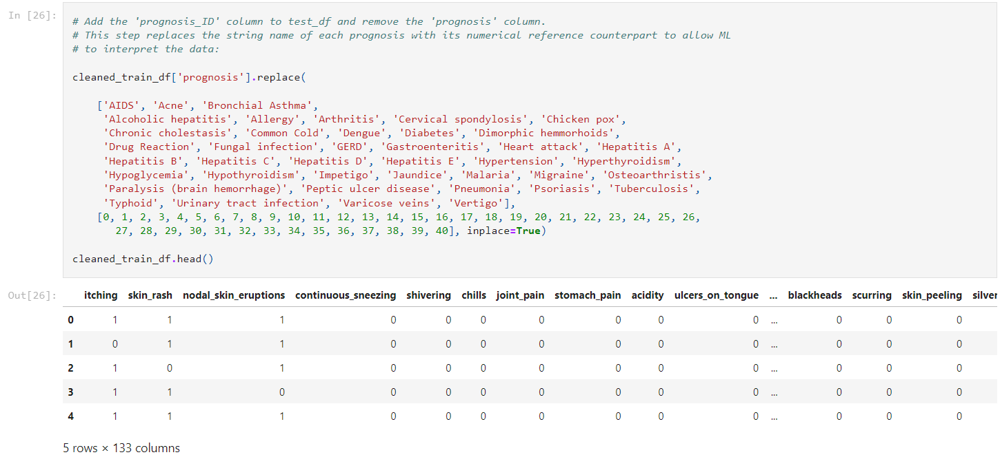 In [26]:
# Add the 'prognosis_ID' column to test_df and remove the 'prognosis' column.
# This step replaces the string name of each prognosis with its numerical reference counterpart to allow ML
# to interpret the data:
cleaned_train_df['prognosis'].replace(
['AIDS', 'Acne', 'Bronchial Asthma',
'Alcoholic hepatitis', 'Allergy', 'Arthritis', 'Cervical spondylosis', 'Chicken pox',
'Chronic cholestasis', 'Common Cold', 'Dengue', 'Diabetes', 'Dimorphic hemmorhoids',
'Drug Reaction', 'Fungal infection', 'GERD', 'Gastroenteritis', 'Heart attack', 'Hepatitis A',
'Hepatitis B', 'Hepatitis C', 'Hepatitis D', 'Hepatitis E', 'Hypertension', 'Hyperthyroidism',
'Hypoglycemia', 'Hypothyroidism', 'Impetigo', 'Jaundice', 'Malaria', 'Migraine', 'Osteoarthristis',
'Paralysis (brain hemorrhage)', 'Peptic ulcer disease', 'Pneumonia', 'Psoriasis', 'Tuberculosis',
'Typhoid', 'Urinary tract infection', 'Varicose veins', 'Vertigo'],
[0, 1, 2, 3, 4, 5, 6, 7, 8, 9, 10, 11, 12, 13, 14, 15, 16, 17, 18, 19, 20, 21, 22, 23, 24, 25, 26,
27, 28, 29, 30, 31, 32, 33, 34, 35, 36, 37, 38, 39, 40], inplace=True)
cleaned_train_df.head()
Out[26]:
itching skin_rash nodal_skin_eruptions continuous_sneezing shivering chills joint_pain stomach_pain acidity ulcers_on_tongue ... blackheads scurring skin_peeling silver
0 1 1 1 0 0 0 0 0 0 0 ... 0 0 0
1 0 1 1 0 0 0 0 0 0 0 ... 0 0 0
2 1 0 1 0 0 0 0 0 0 0 ... 0 0 0
3 1 1 0 0 0 0 0 0 0 0 ... 0 0 0
4 1 1 1 0 0 0 0 0 0 0 ... 0 0 0
5 rows × 133 columns